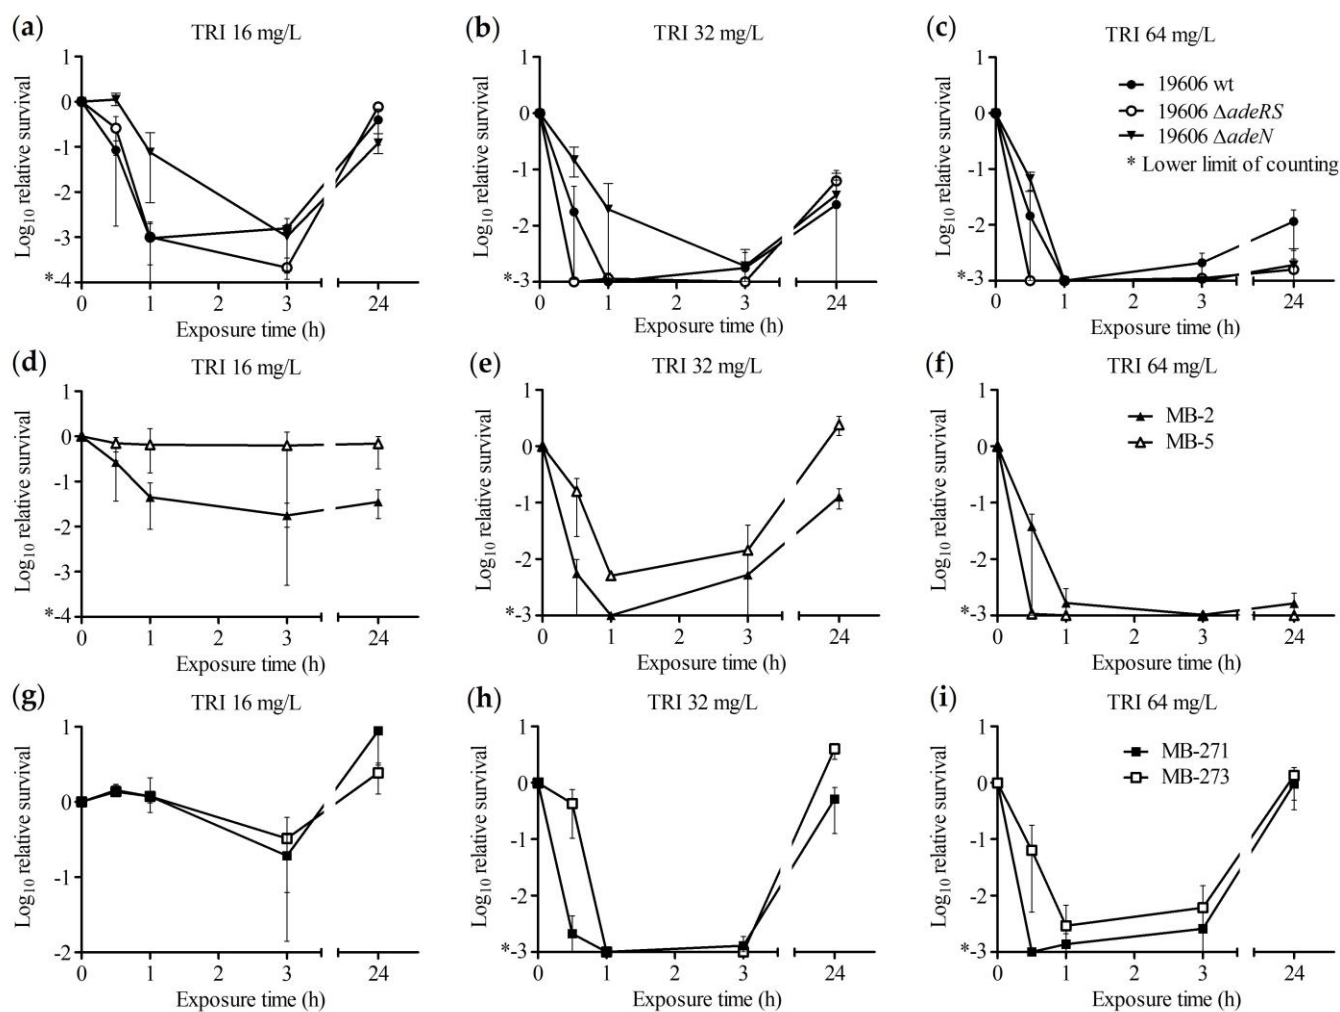 (a) TRI 16 mg/L
Log10 relative survival
1
0
-1
-2
-3
*-4
0 1 2 3 24
Exposure time (h)
(b) TRI 32 mg/L
Log10 relative survival
1
0
-1
-2
*-3
0 1 2 3 24
Exposure time (h)
(c) TRI 64 mg/L
Log10 relative survival
1
0
-1
-2
*-3
0 1 2 3 24
Exposure time (h)
19606 wt
19606 ΔadeRS
19606 ΔadeN
* Lower limit of counting
(d) TRI 16 mg/L
Log10 relative survival
1
0
-1
-2
-3
*-4
0 1 2 3 24
Exposure time (h)
(e) TRI 32 mg/L
Log10 relative survival
1
0
-1
-2
*-3
0 1 2 3 24
Exposure time (h)
(f) TRI 64 mg/L
Log10 relative survival
1
0
-1
-2
*-3
0 1 2 3 24
Exposure time (h)
MB-2
MB-5
(g) TRI 16 mg/L
Log10 relative survival
1
0
-1
-2
0 1 2 3 24
Exposure time (h)
(h) TRI 32 mg/L
Log10 relative survival
1
0
-1
-2
*-3
0 1 2 3 24
Exposure time (h)
(i) TRI 64 mg/L
Log10 relative survival
1
0
-1
-2
*-3
0 1 2 3 24
Exposure time (h)
MB-271
MB-273